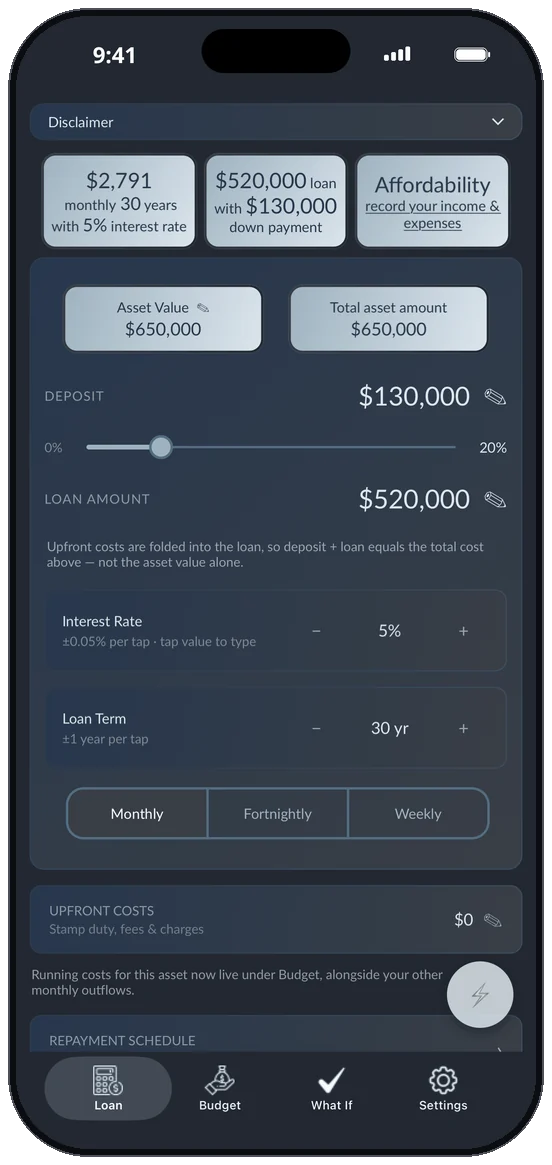 9:41
Disclaimer
$2,791
monthly 30 years
with 5% interest rate
$520,000 loan
with $130,000
down payment
Affordability
record your income &
expenses
Asset Value
$650,000
Total asset amount
$650,000
DEPOSIT
$130,000
0%
20%
LOAN AMOUNT
$520,000
Upfront costs are folded into the loan, so deposit + loan equals the total cost
above — not the asset value alone.
Interest Rate
±0.05% per tap · tap value to type
− 5% +
Loan Term
±1 year per tap
− 30 yr +
Monthly
Fortnightly
Weekly
UPFRONT COSTS
Stamp duty, fees & charges
$0
Running costs for this asset now live under Budget, alongside your other
monthly outflows.
REPAYMENT SCHEDULE
Loan
Budget
What If
Settings